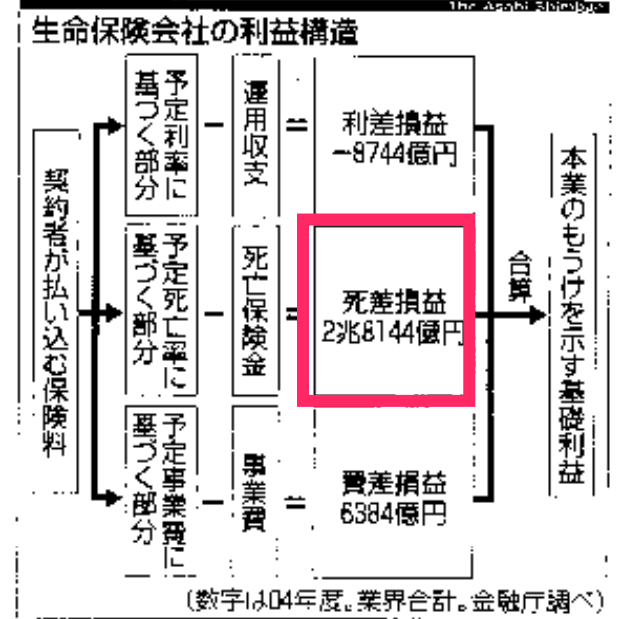 The Asahi Shimbun
生命保険会社の利益構造
契約者が払い込む保険料
予定利率に
基づく部分
−
運用収支
=
利差損益
−8744億円
予定死亡率に
基づく部分
−
死亡保険金
=
死差損益
2兆8144億円
予定事業費に
基づく部分
−
事業費
=
費差損益
6384億円
合算
本業のもうけを示す基礎利益
(数字は04年度。業界合計。金融庁調べ)